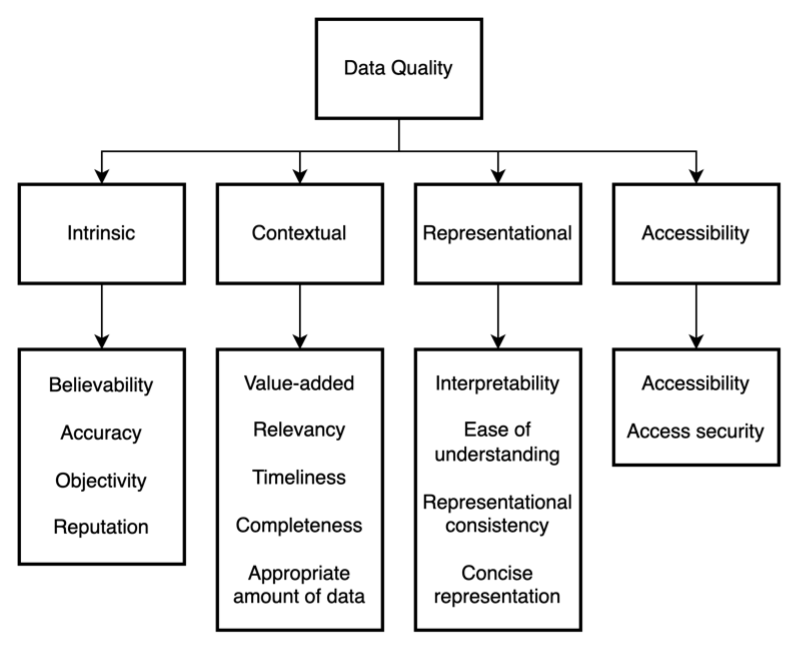 Data Quality
Intrinsic
Contextual
Representational
Accessibility
Believability
Accuracy
Objectivity
Reputation
Value-added
Relevancy
Timeliness
Completeness
Appropriate
amount of data
Interpretability
Ease of
understanding
Representational
consistency
Concise
representation
Accessibility
Access security